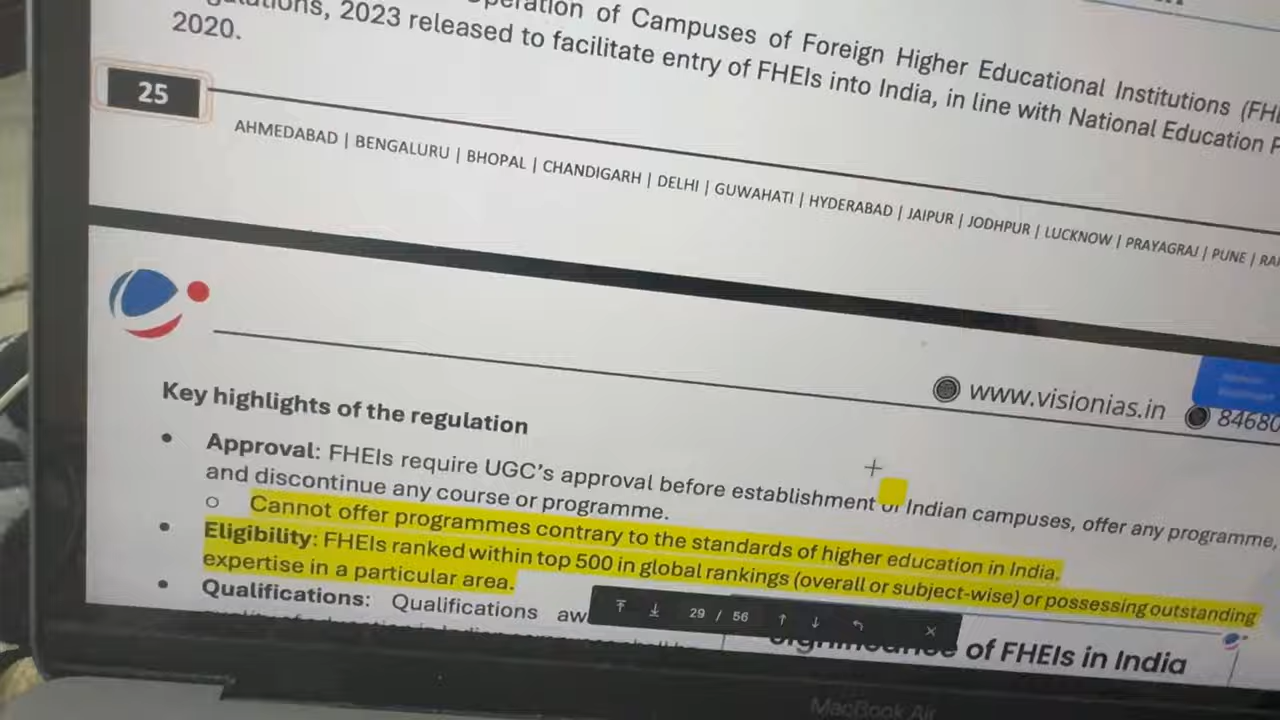 of Campuses of Foreign Higher Educational Institutions
2023 released to facilitate entry of FHEIs into India, in line with National Education
2020.
25
AHMEDABAD | BENGALURU | BHOPAL | CHANDIGARH | DELHI | GUWAHATI | HYDERABAD | JAIPUR | JODHPUR | LUCKNOW | PRAYAGRAJ | PUNE |
www.visionias.in 84680
Key highlights of the regulation
• Approval: FHEIs require UGC's approval before establishment of Indian campuses, offer any programme,
and discontinue any course or programme.
o Cannot offer programmes contrary to the standards of higher education in India.
• Eligibility: FHEIs ranked within top 500 in global rankings (overall or subject-wise) or possessing outstanding
expertise in a particular area.
• Qualifications: Qualifications
29 / 56
Significance of FHEIs in India
MacBook Air